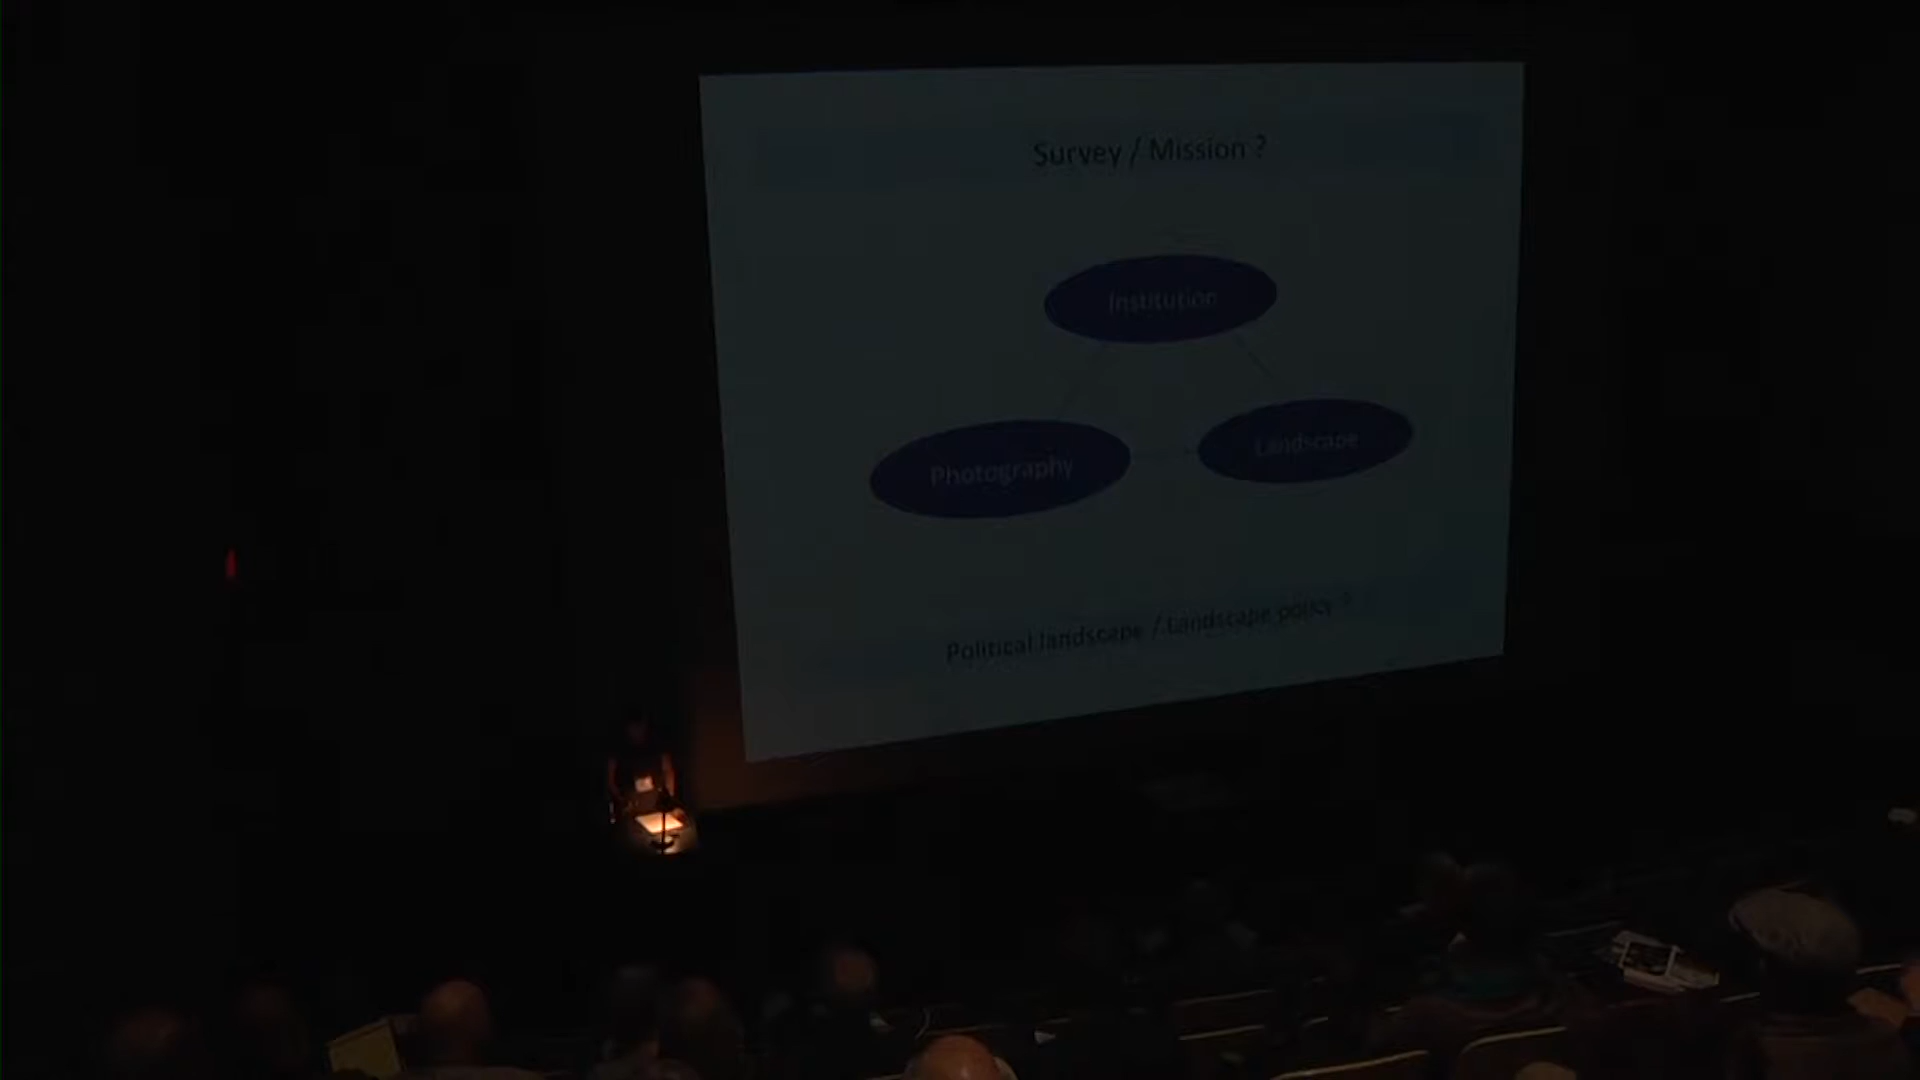 Survey / Mission ?
Institution
Photography
Landscape
Political landscape / Landscape policy ?